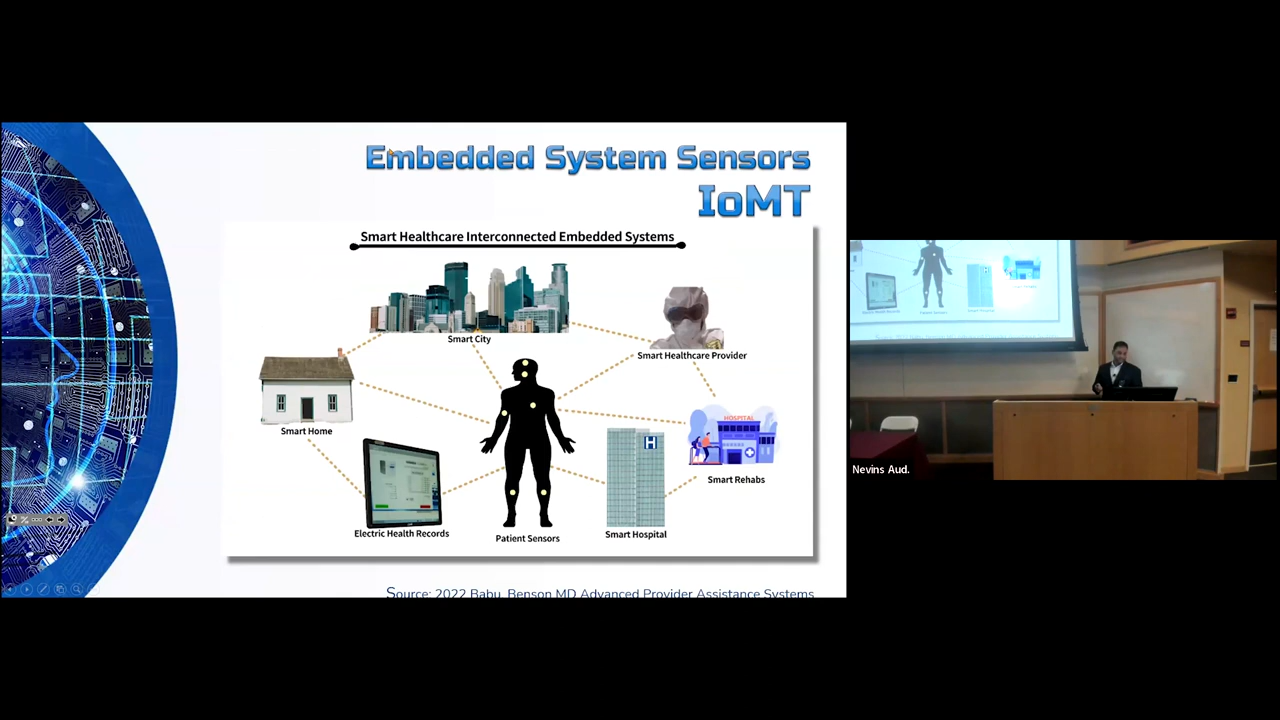 Embedded System Sensors
IoMT
Smart Healthcare Interconnected Embedded Systems
Smart City
Smart Healthcare Provider
Smart Home
H
HOSPITAL
Smart Rehabs
Electric Health Records
Patient Sensors
Smart Hospital
Source: 2022 Babu, Benson MD Advanced Provider Assistance Systems
Nevins Aud.